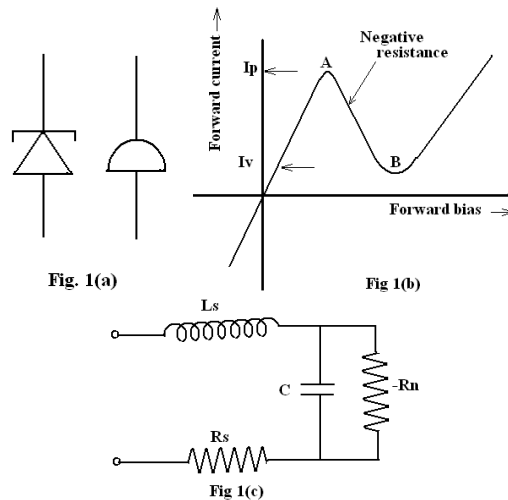 Forward current
Ip
A
Negative
resistance
Iv
B
Forward bias
Fig. 1(a)
Fig 1(b)
Ls
C
-Rn
Rs
Fig 1(c)